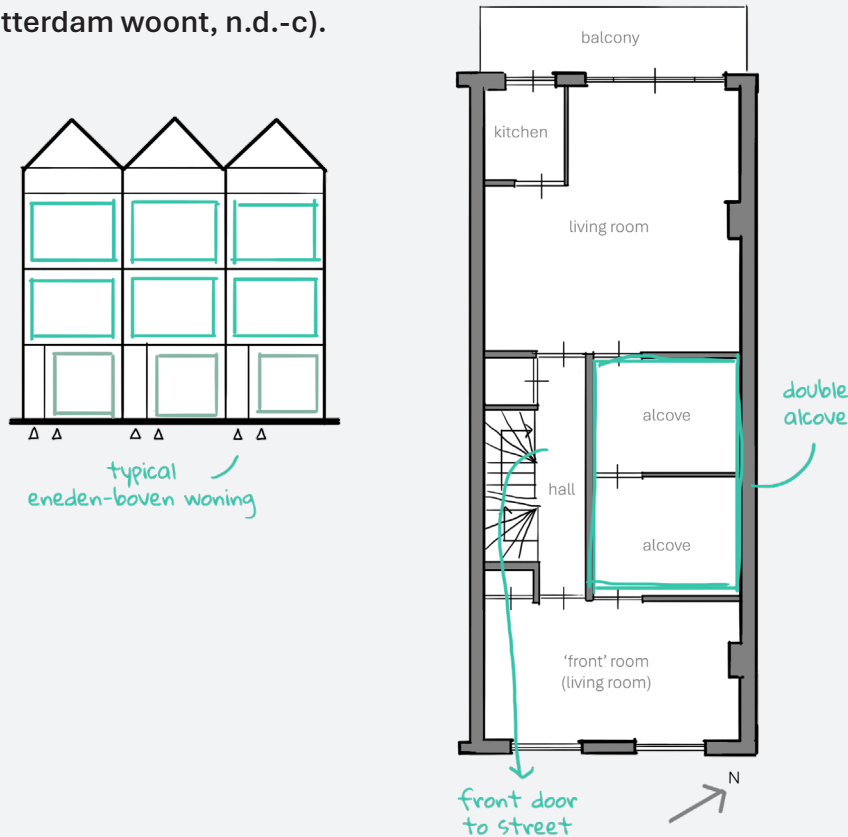 tterdam woont, n.d.-c).
balcony
kitchen
living room
alcove
double
alcove
hall
alcove
typical
eneden-boven woning
'front' room
(living room)
N
front door
to street